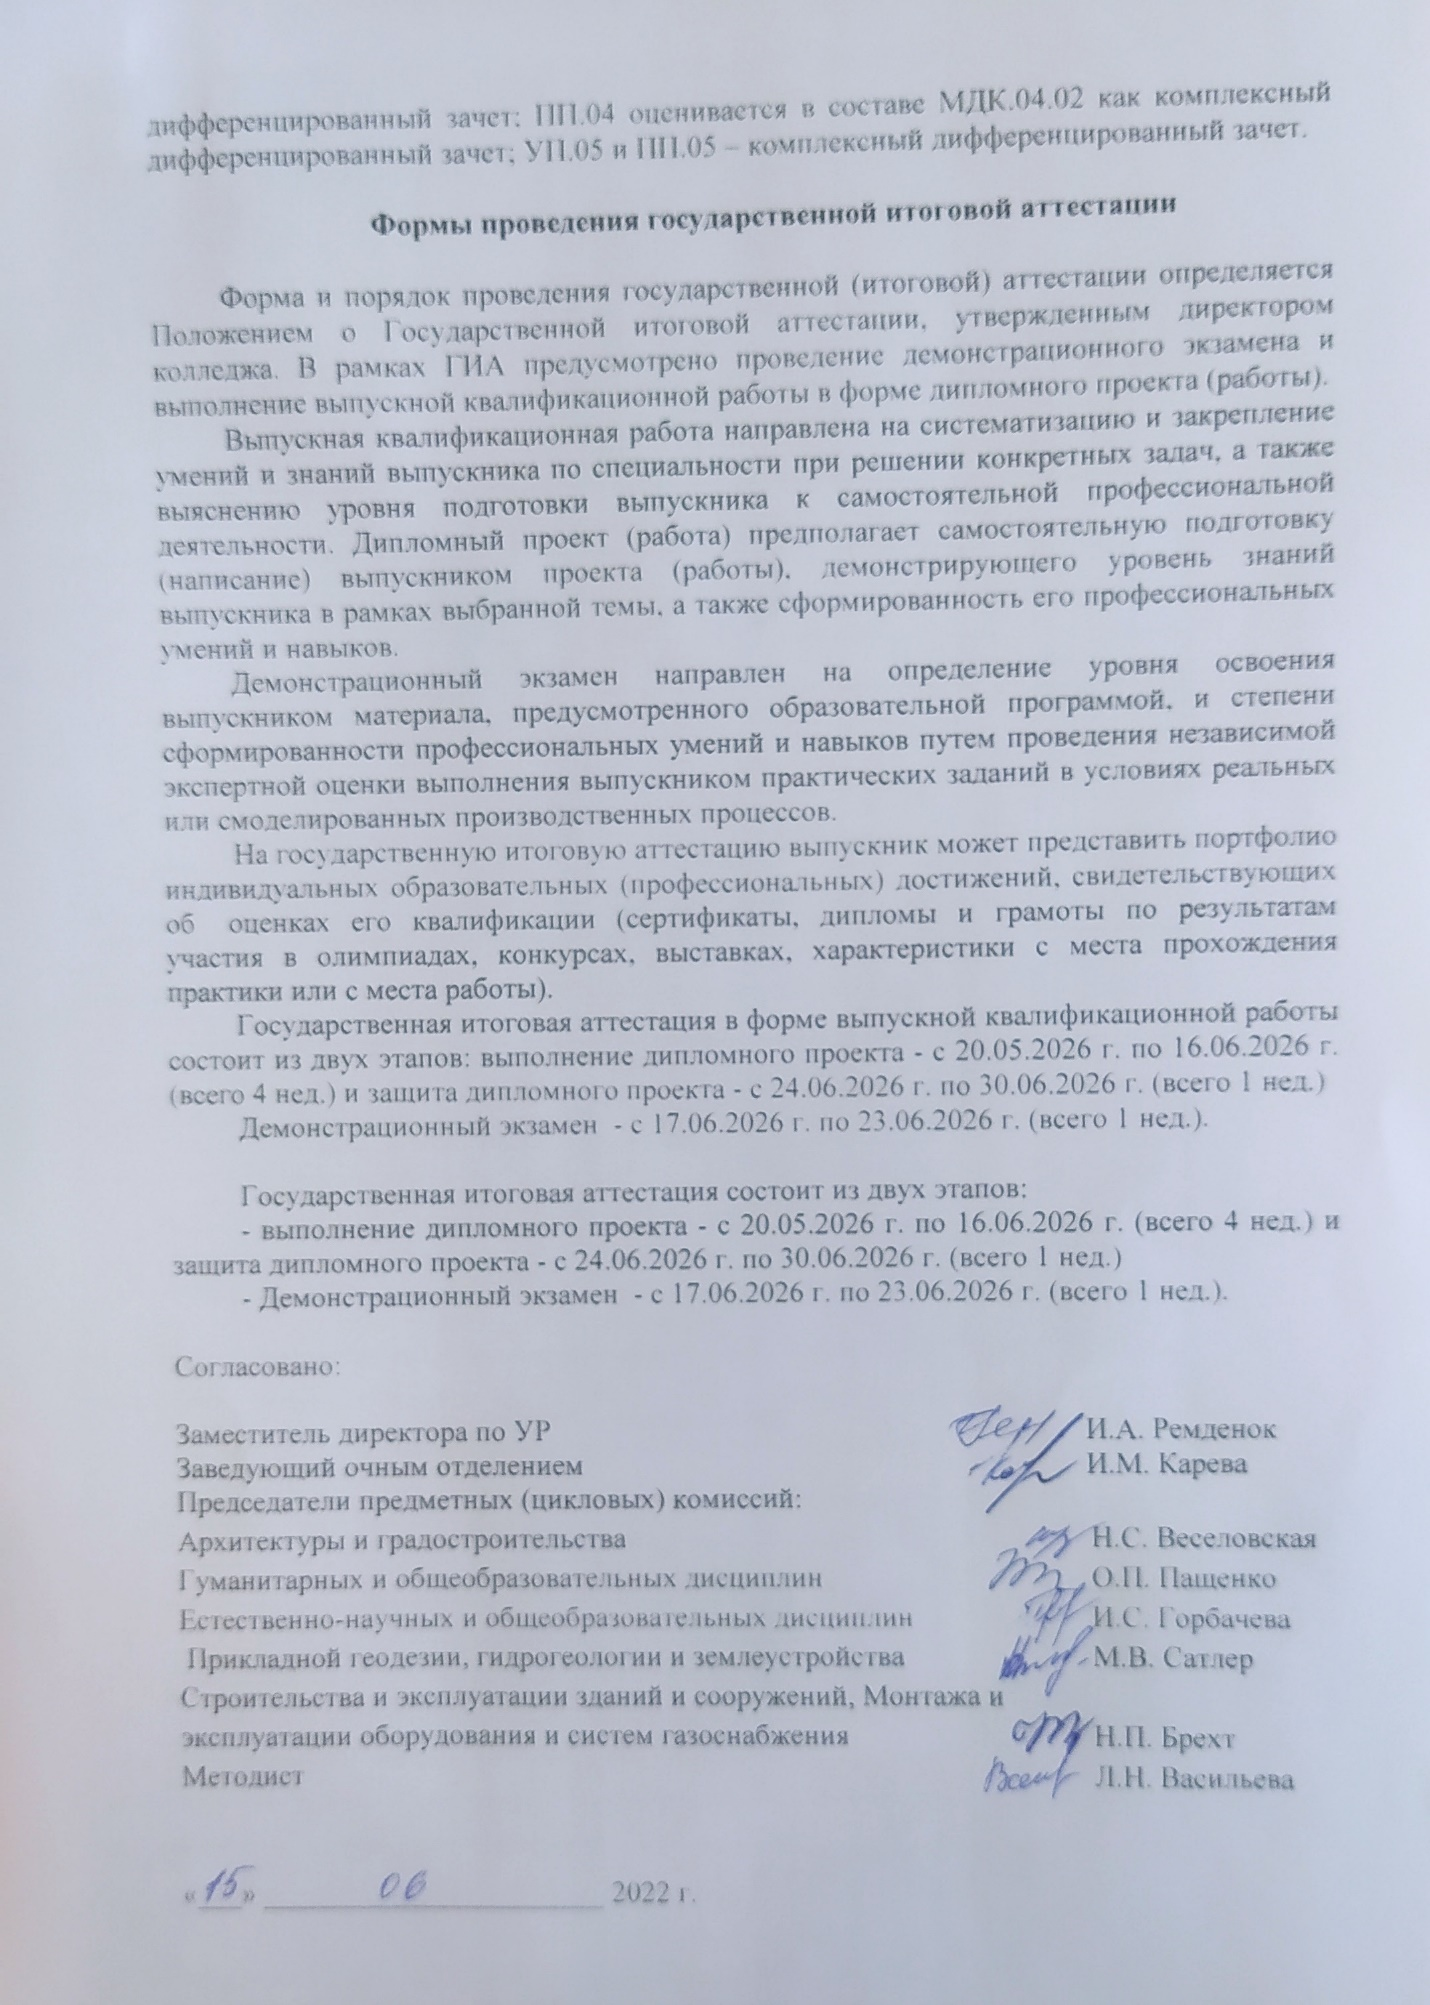 дифференцированный зачет; ПП.04 оценивается в составе МДК.04.02 как комплексный
дифференцированный зачет; УП.05 и ПП.05 – комплексный дифференцированный зачет.
Формы проведения государственной итоговой аттестации
Форма и порядок проведения государственной (итоговой) аттестации определяется
Положением о Государственной итоговой аттестации, утвержденным директором
колледжа. В рамках ГИА предусмотрено проведение демонстрационного экзамена и
выполнение выпускной квалификационной работы в форме дипломного проекта (работы).
Выпускная квалификационная работа направлена на систематизацию и закрепление
умений и знаний выпускника по специальности при решении конкретных задач, а также
выяснению уровня подготовки выпускника к самостоятельной профессиональной
деятельности. Дипломный проект (работа) предполагает самостоятельную подготовку
(написание) выпускником проекта (работы), демонстрирующего уровень знаний
выпускника в рамках выбранной темы, а также сформированность его профессиональных
умений и навыков.
Демонстрационный экзамен направлен на определение уровня освоения
выпускником материала, предусмотренного образовательной программой, и степени
сформированности профессиональных умений и навыков путем проведения независимой
экспертной оценки выполнения выпускником практических заданий в условиях реальных
или смоделированных производственных процессов.
На государственную итоговую аттестацию выпускник может представить портфолио
индивидуальных образовательных (профессиональных) достижений, свидетельствующих
об оценках его квалификации (сертификаты, дипломы и грамоты по результатам
участия в олимпиадах, конкурсах, выставках, характеристики с места прохождения
практики или с места работы).
Государственная итоговая аттестация в форме выпускной квалификационной работы
состоит из двух этапов: выполнение дипломного проекта - с 20.05.2026 г. по 16.06.2026 г.
(всего 4 нед.) и защита дипломного проекта - с 24.06.2026 г. по 30.06.2026 г. (всего 1 нед.)
Демонстрационный экзамен - с 17.06.2026 г. по 23.06.2026 г. (всего 1 нед.).
Государственная итоговая аттестация состоит из двух этапов:
- выполнение дипломного проекта - с 20.05.2026 г. по 16.06.2026 г. (всего 4 нед.) и
защита дипломного проекта - с 24.06.2026 г. по 30.06.2026 г. (всего 1 нед.)
- Демонстрационный экзамен - с 17.06.2026 г. по 23.06.2026 г. (всего 1 нед.).
Согласовано:
Заместитель директора по УР И.А. Ремденок
Заведующий очным отделением И.М. Карева
Председатели предметных (цикловых) комиссий:
Архитектуры и градостроительства Н.С. Веселовская
Гуманитарных и общеобразовательных дисциплин О.П. Пащенко
Естественно-научных и общеобразовательных дисциплин И.С. Горбачева
Прикладной геодезии, гидрогеологии и землеустройства М.В. Сатлер
Строительства и эксплуатации зданий и сооружений, Монтажа и
эксплуатации оборудования и систем газоснабжения Н.П. Брехт
Методист Л.Н. Васильева
«15» 06 2022 г.